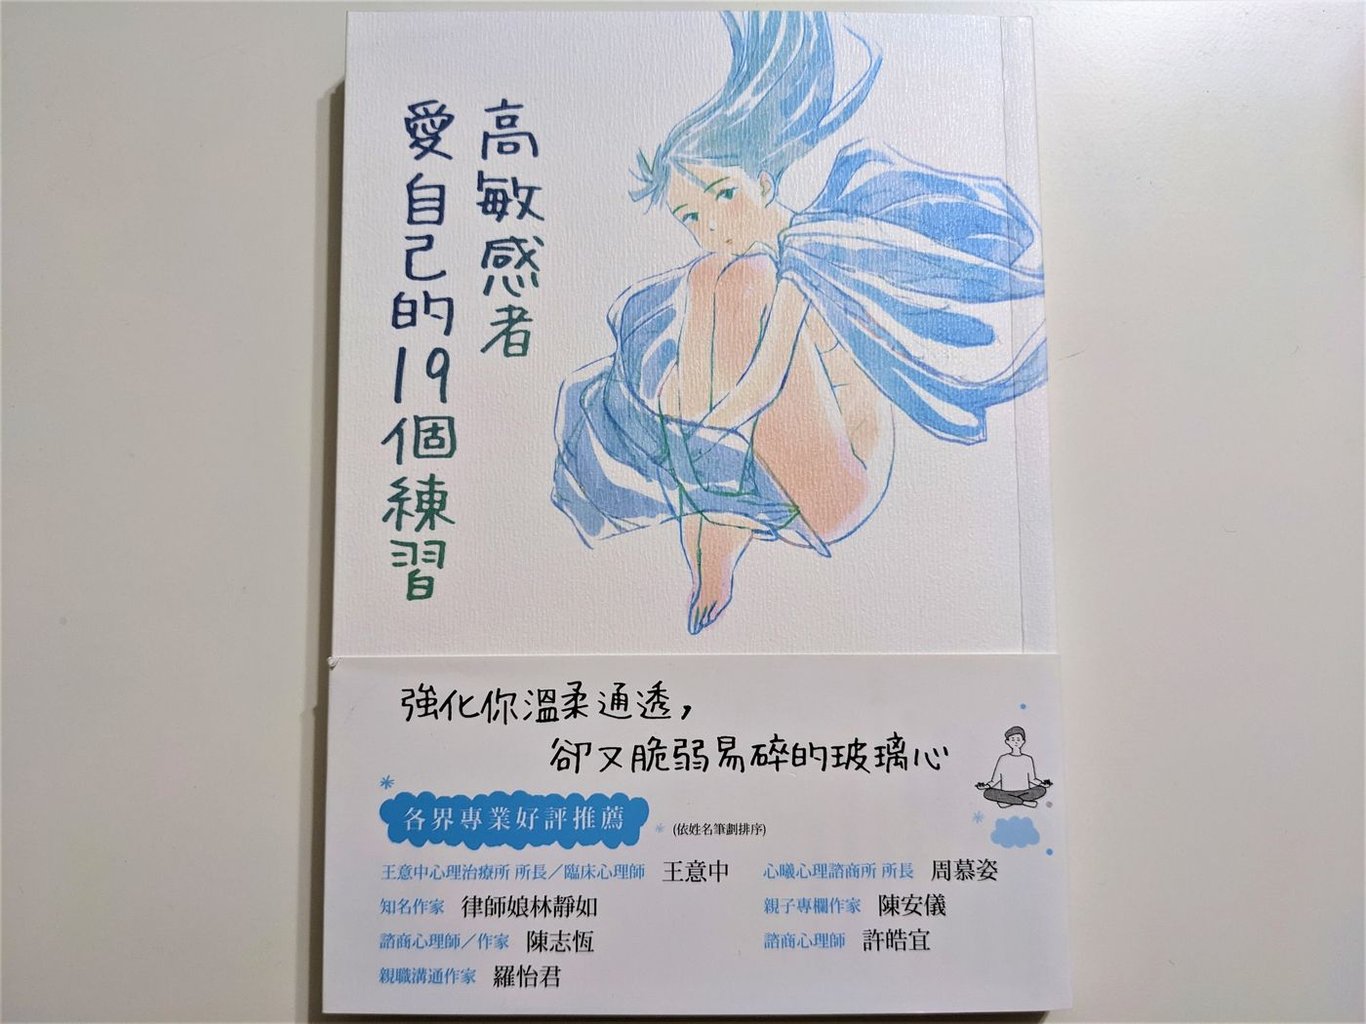 高敏感者
愛自己的19個練習
強化你溫柔通透，
卻又脆弱易碎的玻璃心
各界專業好評推薦
(依姓名筆劃排序)
王意中心理治療所 所長／臨床心理師 王意中
心曦心理諮商所 所長 周慕姿
知名作家 律師娘林靜如
親子專欄作家 陳安儀
諮商心理師／作家 陳志恆
諮商心理師 許皓宜
親職溝通作家 羅怡君